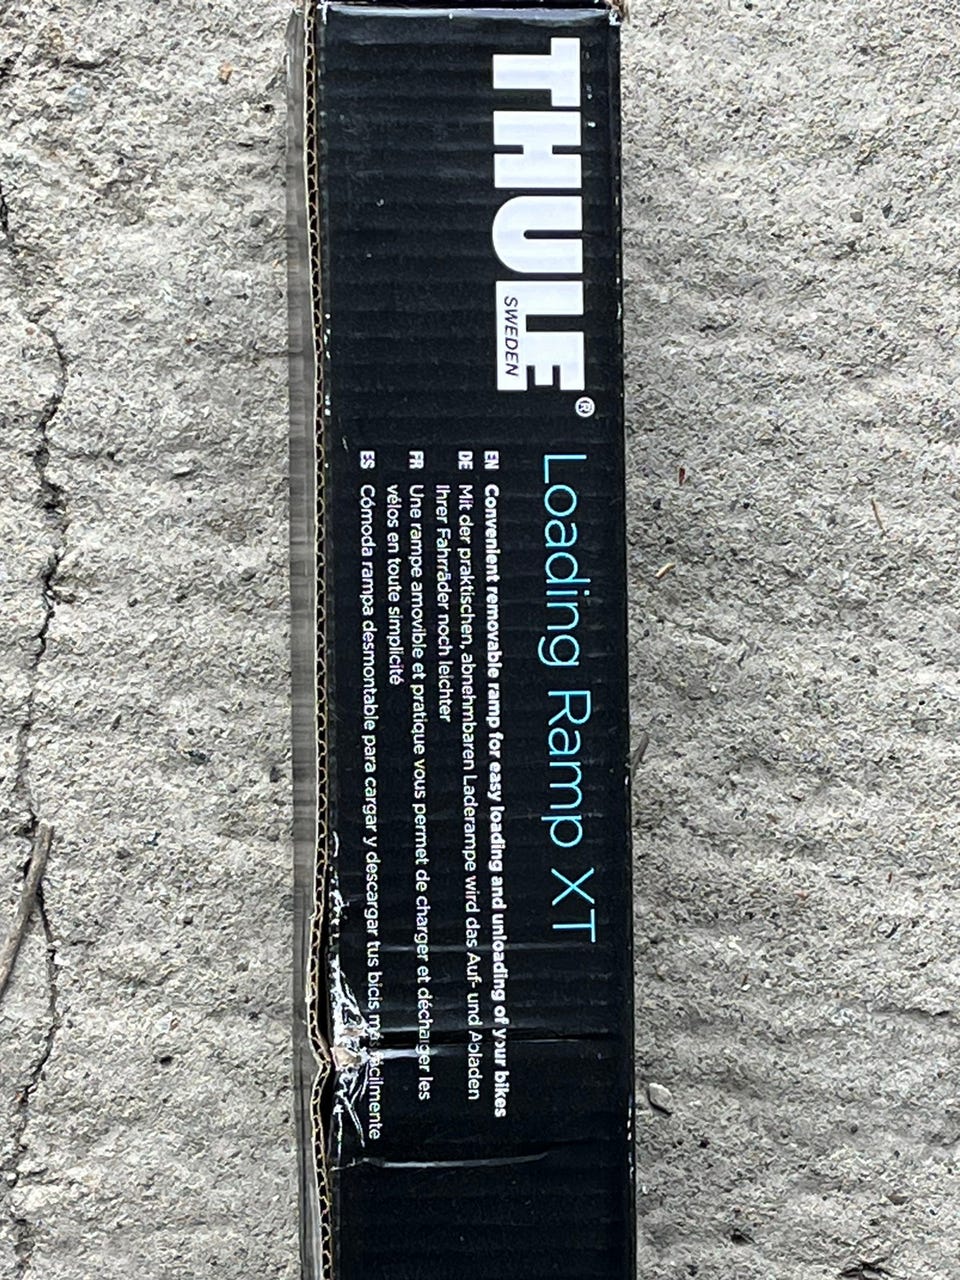 THULE®
SWEDEN
Loading Ramp XT
EN Convenient removable ramp for easy loading and unloading of your bikes
DE Mit der praktischen, abnehmbaren Laderampe wird das Auf- und Abladen
Ihrer Fahrräder noch leichter
FR Une rampe amovible et pratique vous permet de charger et décharger les
vélos en toute simplicité
ES Cómoda rampa desmontable para cargar y descargar tus bicis más fácilmente